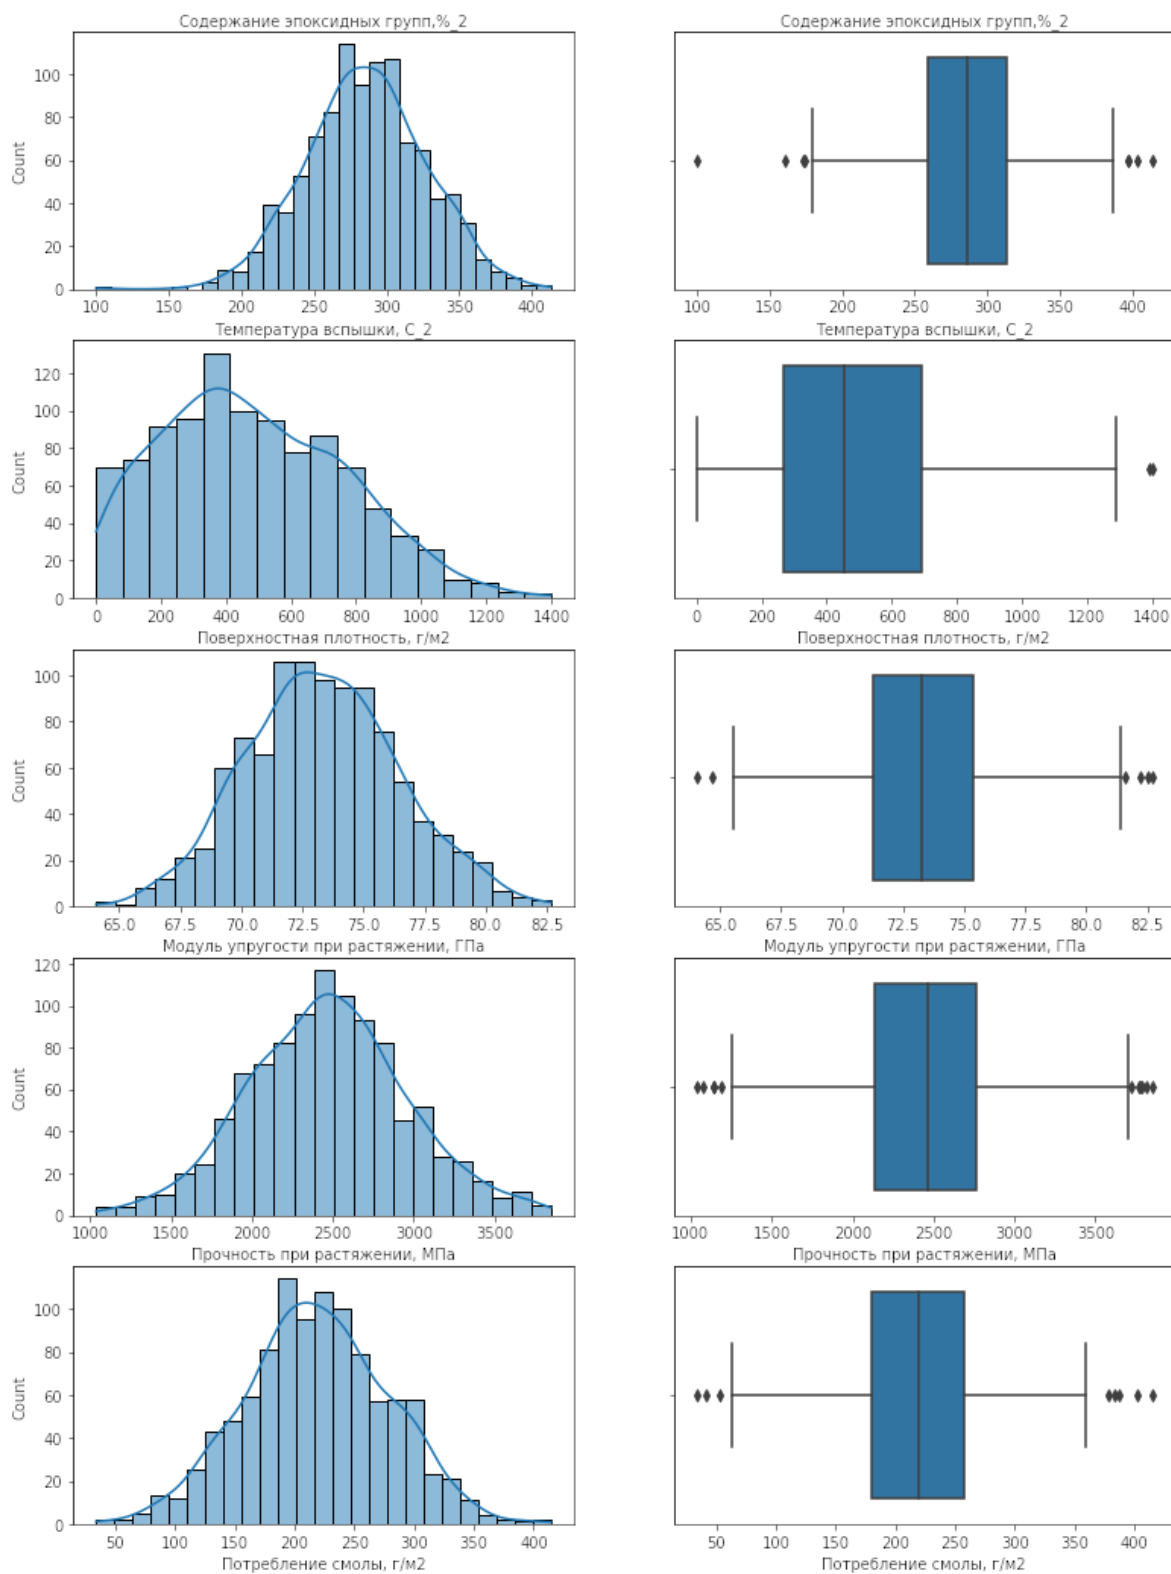 Содержание эпоксидных групп,%_2
Содержание эпоксидных групп,%_2
Count
100
80
60
40
20
0
100 150 200 250 300 350 400
100 150 200 250 300 350 400
Температура вспышки, С_2
Температура вспышки, С_2
Count
120
100
80
60
40
20
0
0 200 400 600 800 1000 1200 1400
0 200 400 600 800 1000 1200 1400
Поверхностная плотность, г/м2
Поверхностная плотность, г/м2
Count
100
80
60
40
20
0
65.0 67.5 70.0 72.5 75.0 77.5 80.0 82.5
65.0 67.5 70.0 72.5 75.0 77.5 80.0 82.5
Модуль упругости при растяжении, ГПа
Модуль упругости при растяжении, ГПа
Count
120
100
80
60
40
20
0
1000 1500 2000 2500 3000 3500
1000 1500 2000 2500 3000 3500
Прочность при растяжении, МПа
Прочность при растяжении, МПа
Count
100
80
60
40
20
0
50 100 150 200 250 300 350 400
50 100 150 200 250 300 350 400
Потребление смолы, г/м2
Потребление смолы, г/м2